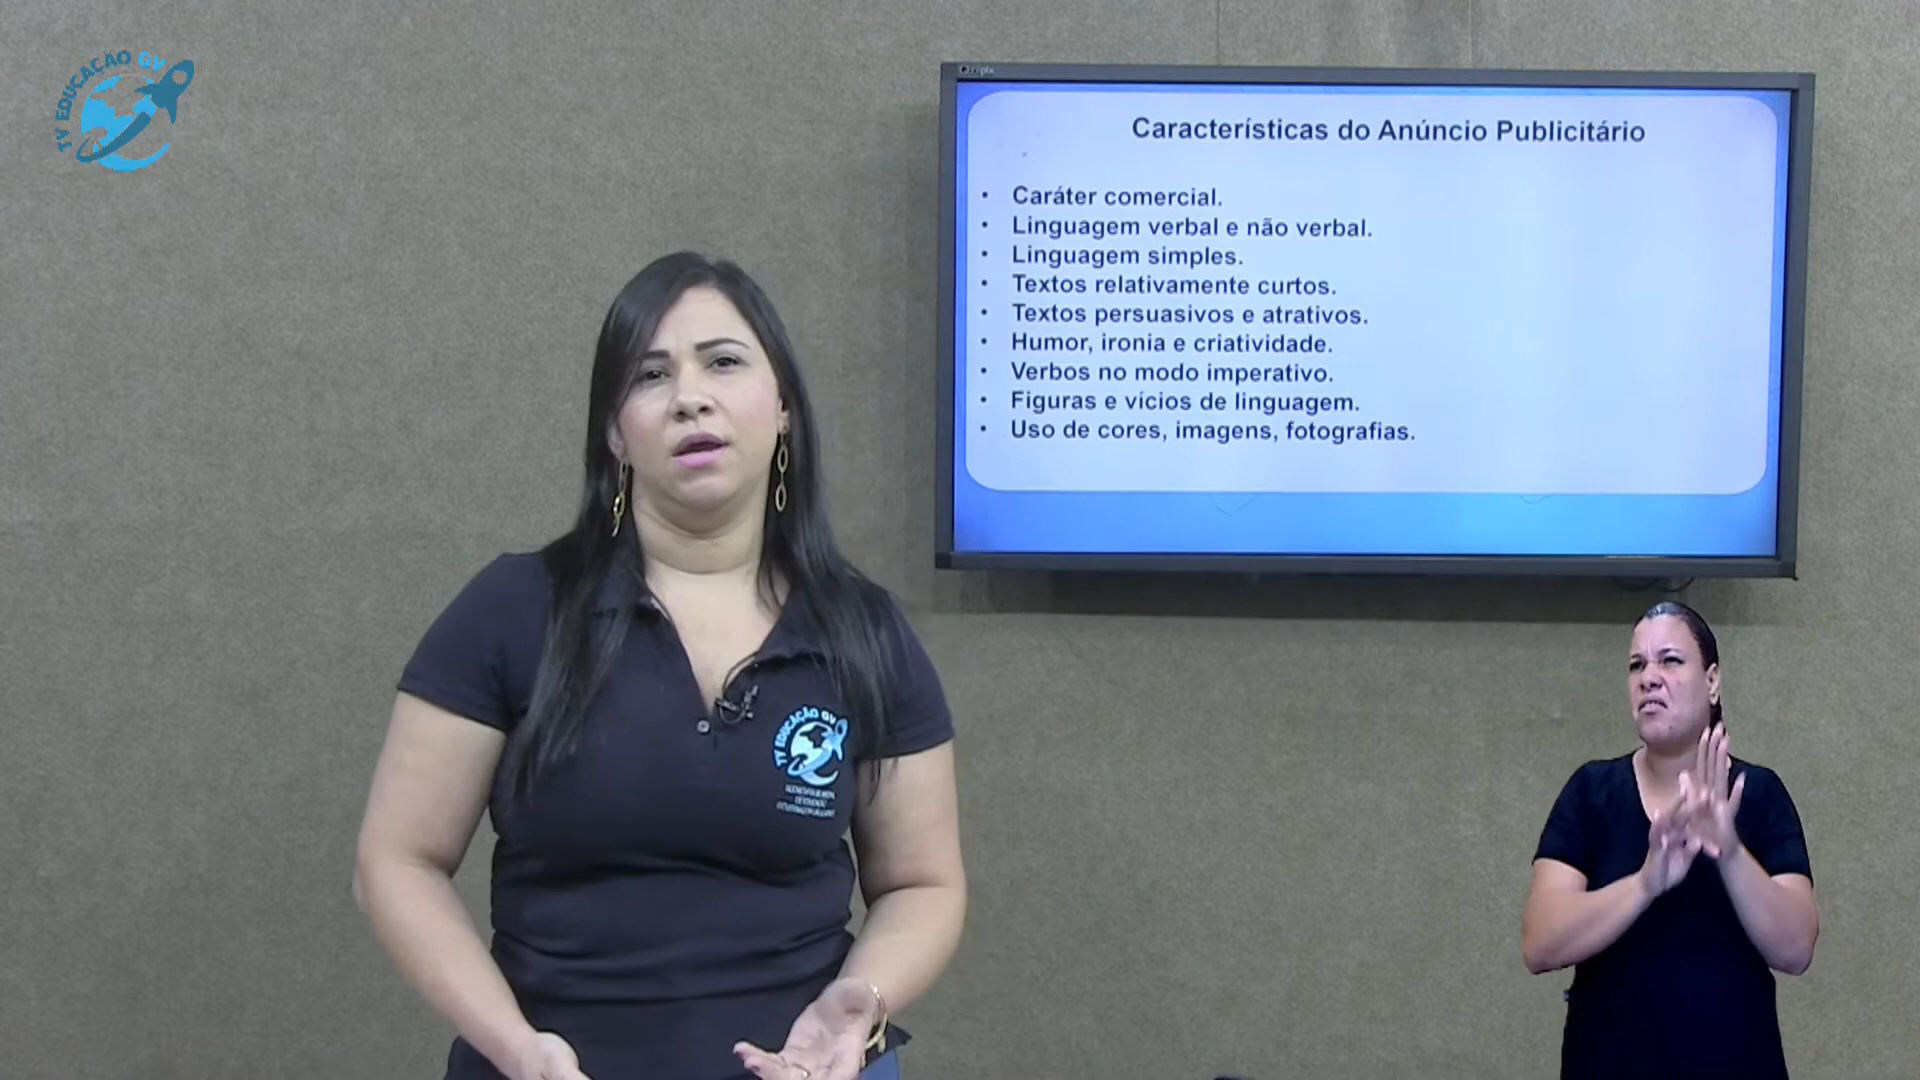 TV EDUCAÇÃO GV
Características do Anúncio Publicitário
• Caráter comercial.
• Linguagem verbal e não verbal.
• Linguagem simples.
• Textos relativamente curtos.
• Textos persuasivos e atrativos.
• Humor, ironia e criatividade.
• Verbos no modo imperativo.
• Figuras e vícios de linguagem.
• Uso de cores, imagens, fotografias.
TV EDUCAÇÃO GV